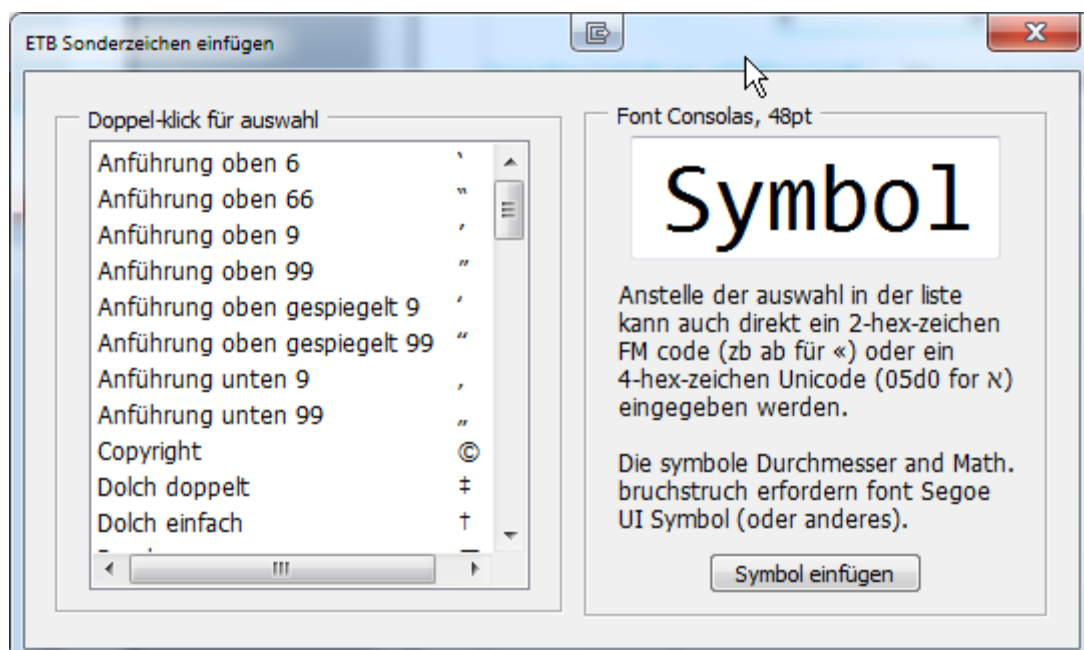 ETB Sonderzeichen einfügen
Doppel-klick für auswahl
Anführung oben 6 ‛
Anführung oben 66 ‟
Anführung oben 9 ’
Anführung oben 99 ”
Anführung oben gespiegelt 9 ‘
Anführung oben gespiegelt 99 “
Anführung unten 9 ‚
Anführung unten 99 „
Copyright ©
Dolch doppelt ‡
Dolch einfach †
Font Consolas, 48pt
Symbol
Anstelle der auswahl in der liste
kann auch direkt ein 2-hex-zeichen
FM code (zb ab für «) oder ein
4-hex-zeichen Unicode (05d0 for א)
eingegeben werden.
Die symbole Durchmesser and Math.
bruchstruch erfordern font Segoe
UI Symbol (oder anderes).
Symbol einfügen